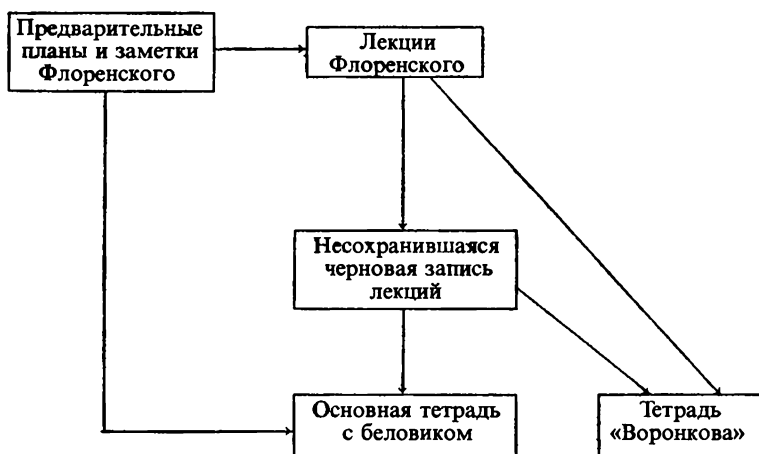 Предварительные
планы и заметки
Флоренского
Лекции
Флоренского
Несохранившаяся
черновая запись
лекций
Основная тетрадь
с беловиком
Тетрадь
«Воронкова»